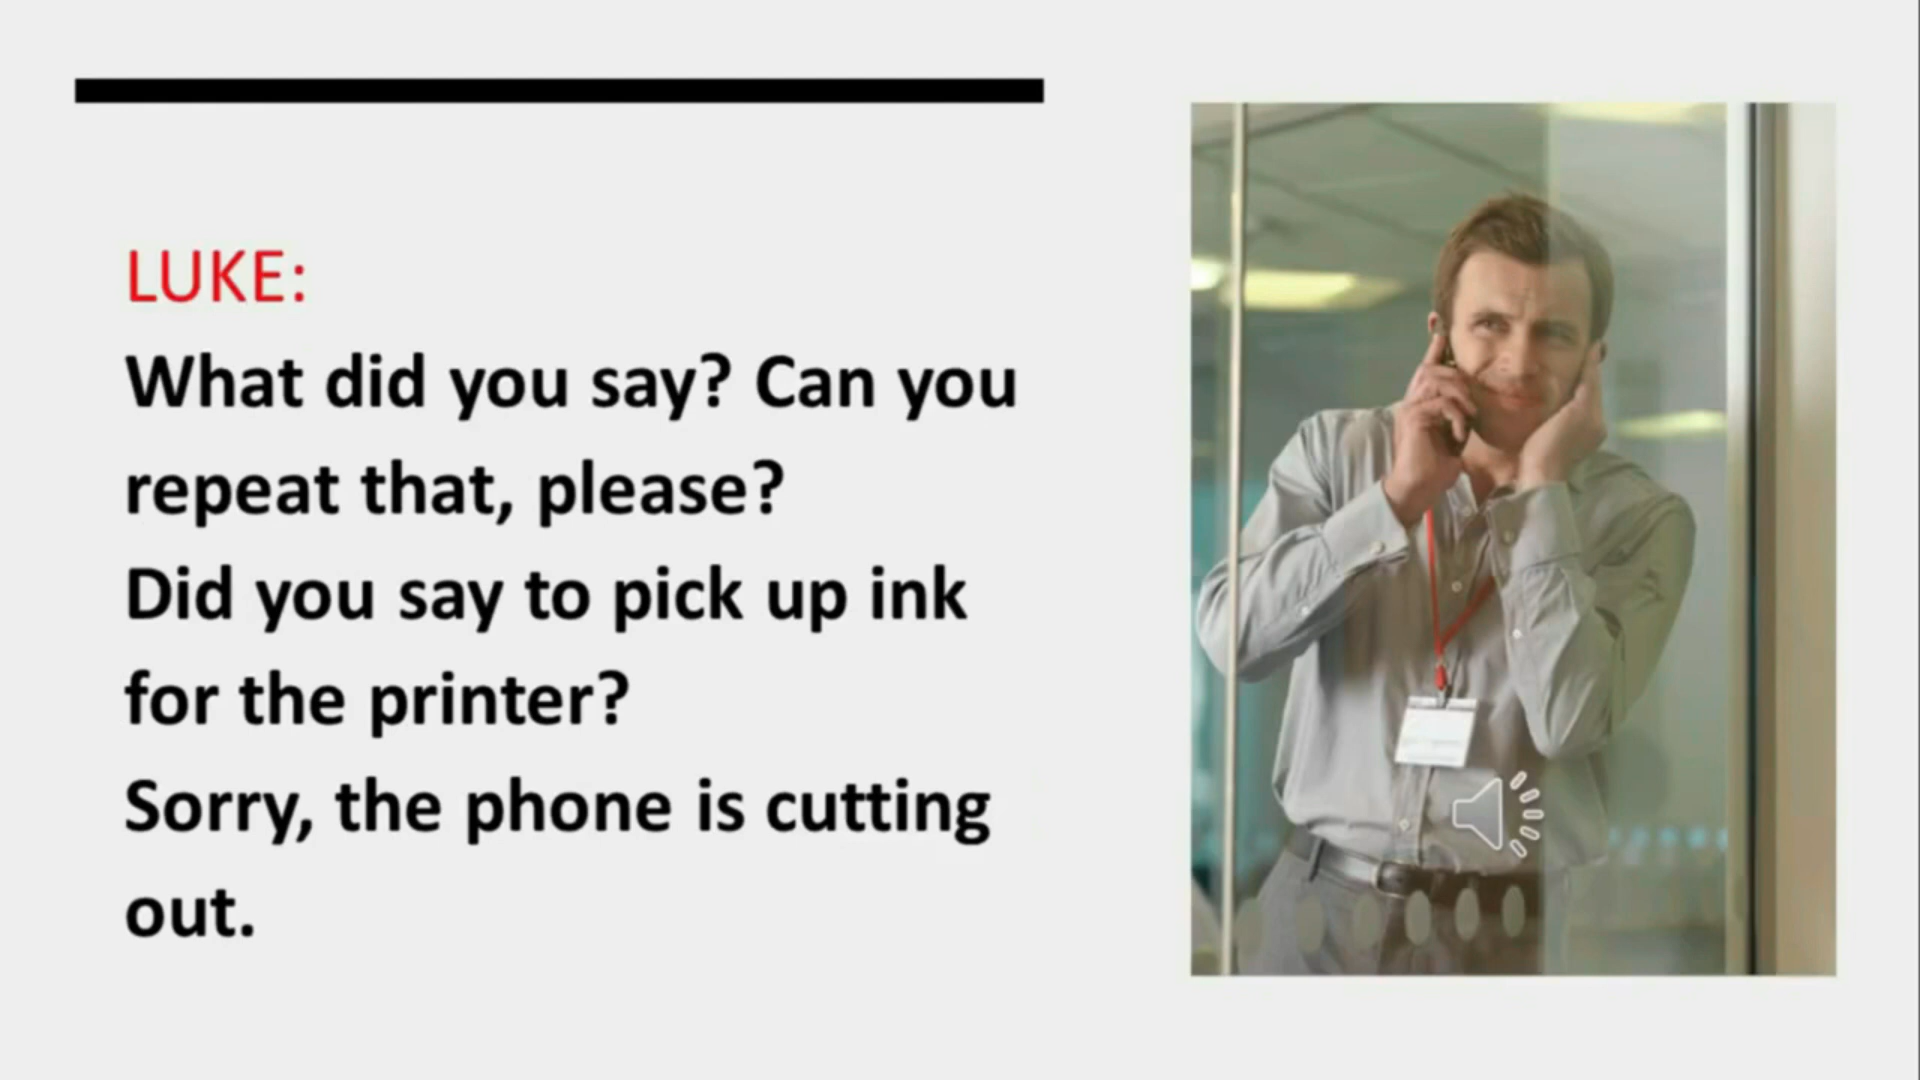 LUKE:
What did you say? Can you
repeat that, please?
Did you say to pick up ink
for the printer?
Sorry, the phone is cutting
out.